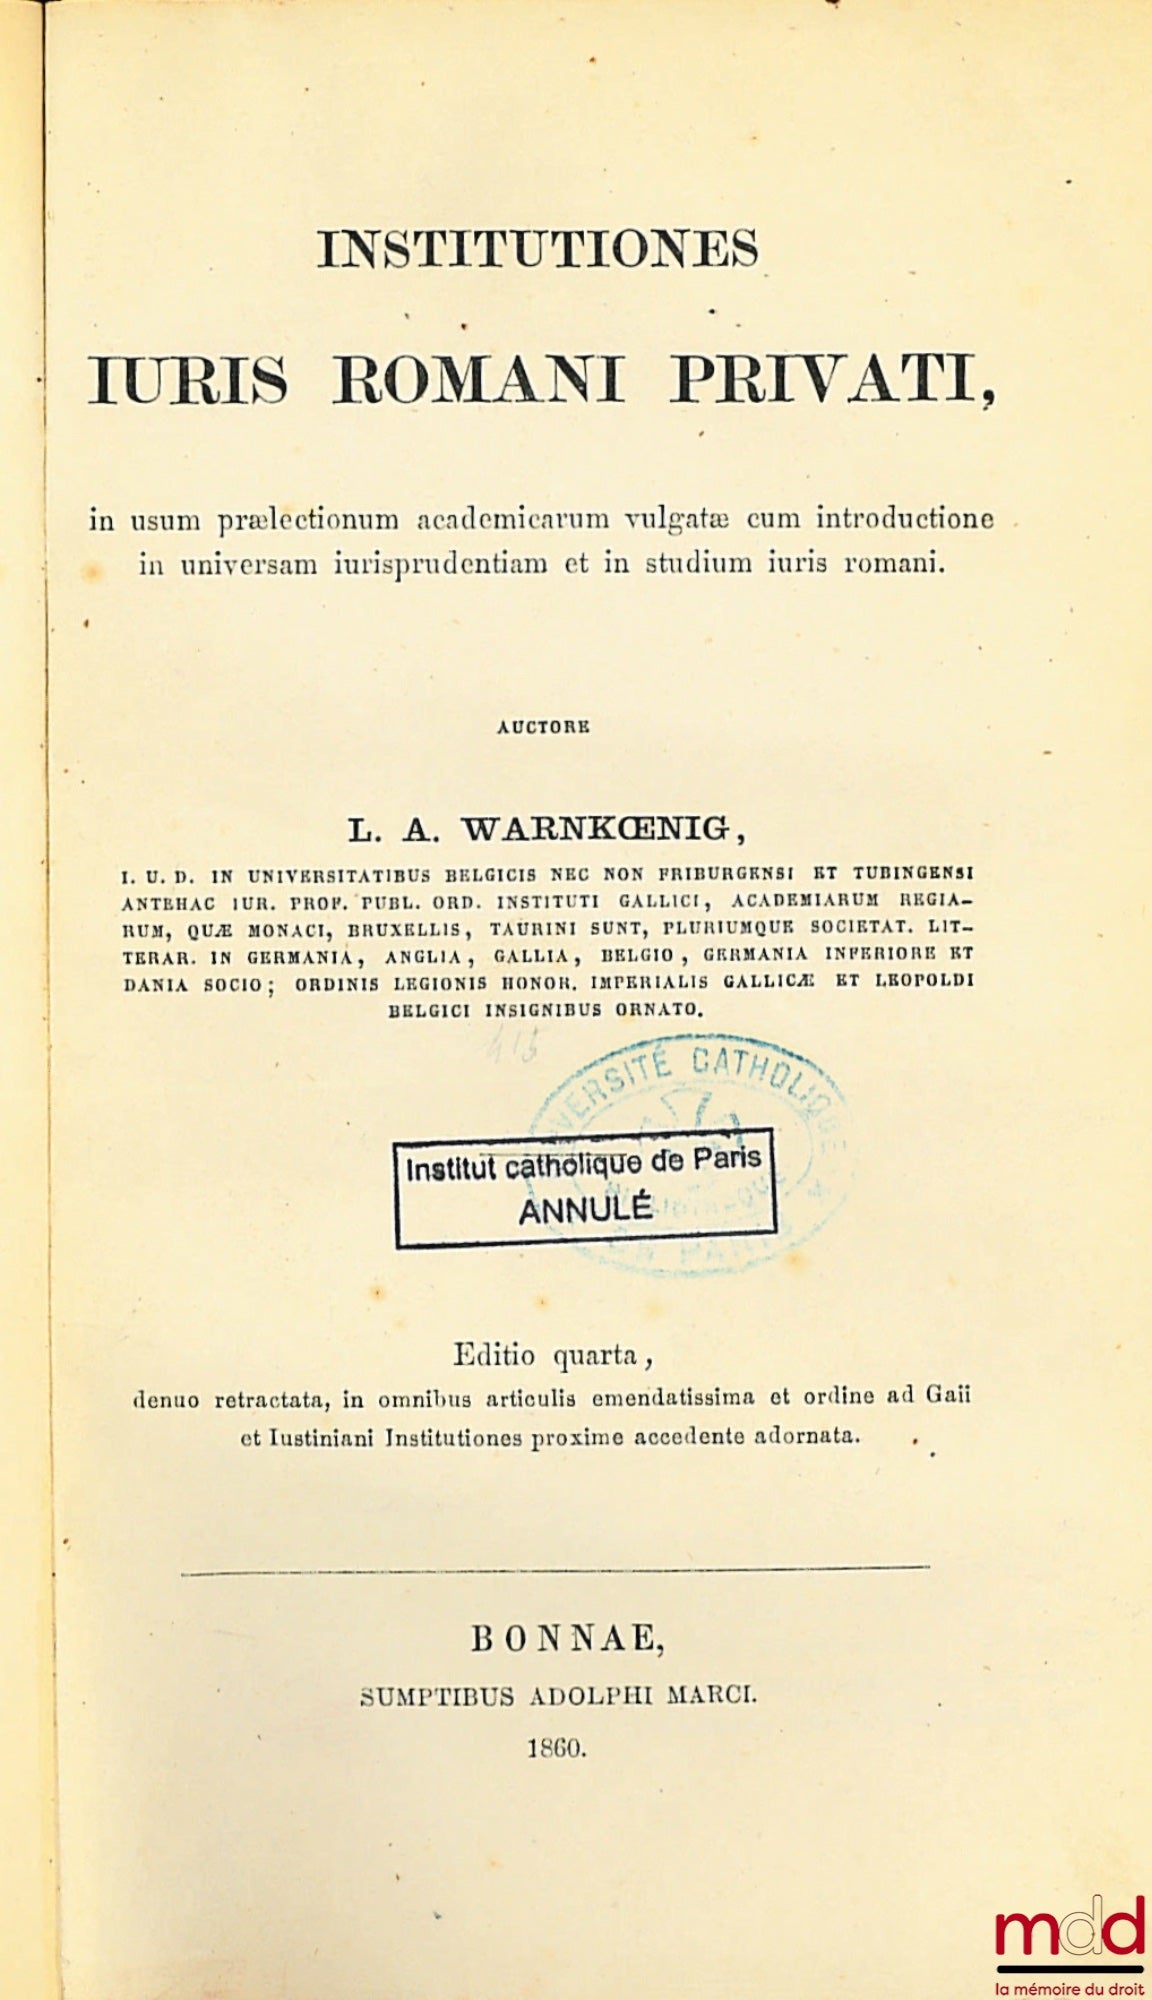 INSTITUTIONES
IURIS ROMANI PRIVATI,
in usum prælectionum academicarum vulgatæ cum introductione
in universam iurisprudentiam et in studium iuris romani.
AUCTORE
L. A. WARNKŒNIG,
I. U. D. IN UNIVERSITATIBUS BELGICIS NEC NON FRIBURGENSI ET TUBINGENSI
ANTEHAC IUR. PROF. PUBL. ORD. INSTITUTI GALLICI, ACADEMIARUM REGIA-
RUM, QUÆ MONACI, BRUXELLIS, TAURINI SUNT, PLURIUMQUE SOCIETAT. LIT-
TERAR. IN GERMANIA, ANGLIA, GALLIA, BELGIO, GERMANIA INFERIORE ET
DANIA SOCIO; ORDINIS LEGIONIS HONOR. IMPERIALIS GALLICÆ ET LEOPOLDI
BELGICI INSIGNIBUS ORNATO.
CATHOLIQUE
Institut catholique de Paris
ANNULÉ
Editio quarta,
denuo retractata, in omnibus articulis emendatissima et ordine ad Gaii
et Iustiniani Institutiones proxime accedente adornata.
BONNAE,
SUMPTIBUS ADOLPHI MARCI.
1860.
mdd
la mémoire du droit